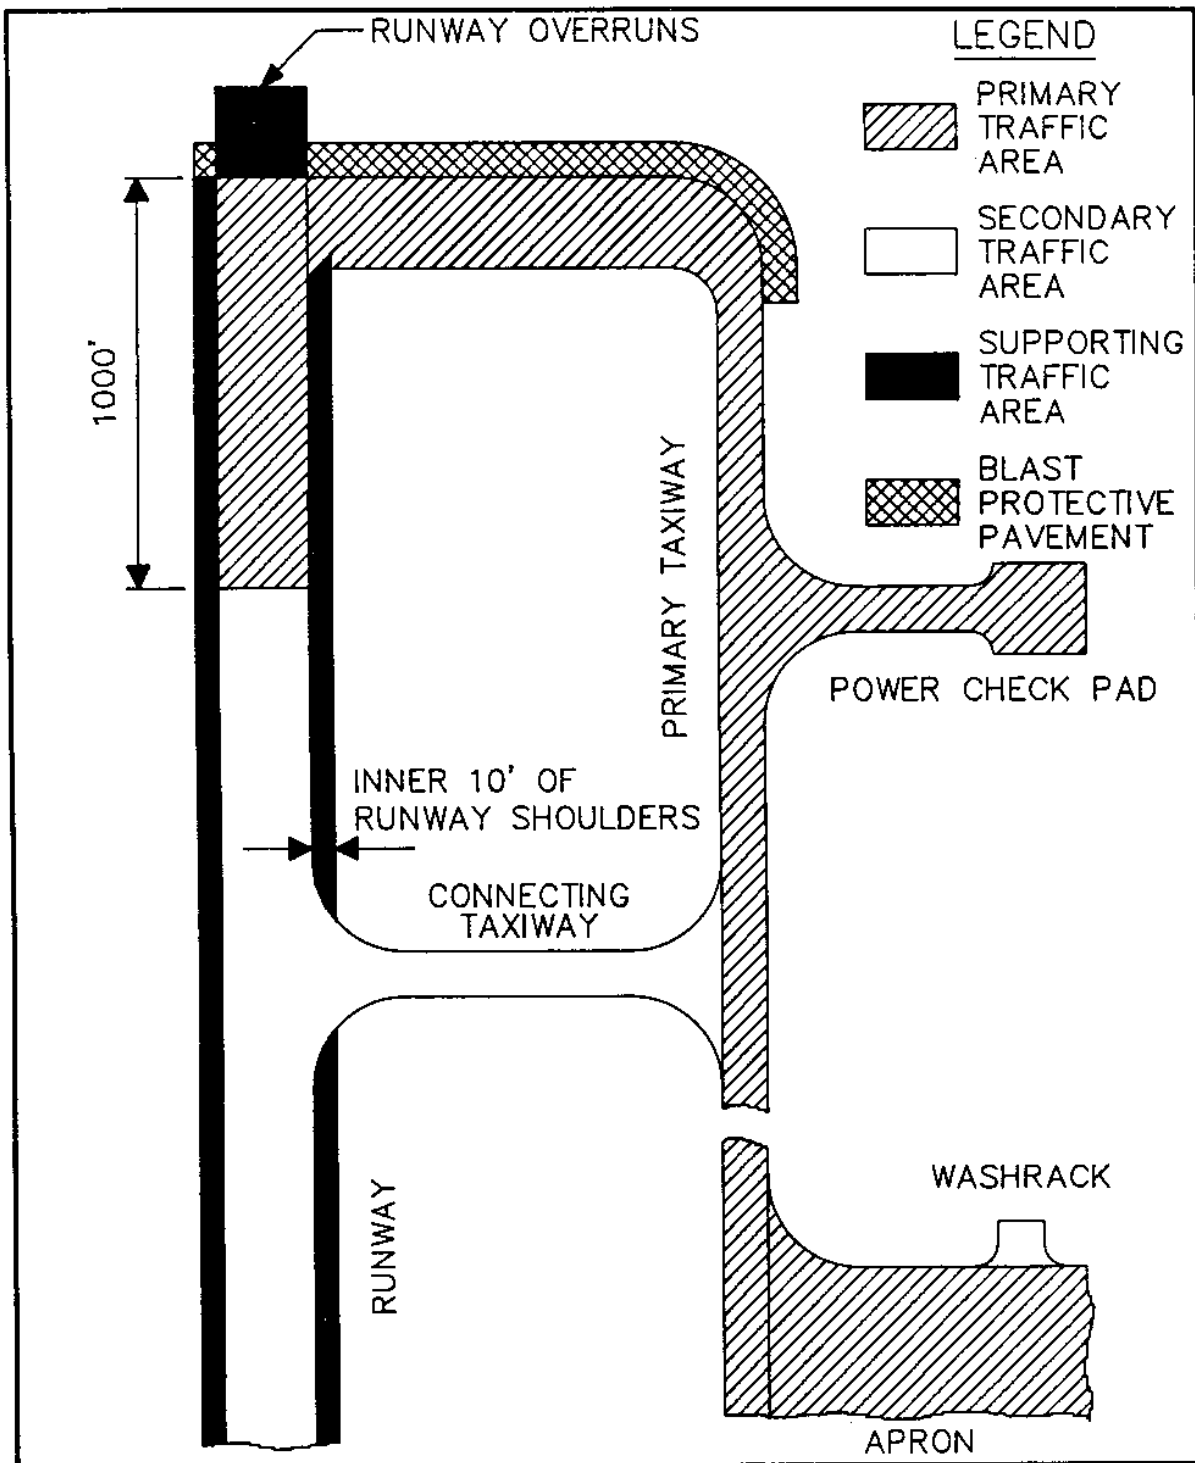 RUNWAY OVERRUNS
LEGEND
PRIMARY
TRAFFIC
AREA
SECONDARY
TRAFFIC
AREA
SUPPORTING
TRAFFIC
AREA
BLAST
PROTECTIVE
PAVEMENT
1000'
PRIMARY TAXIWAY
POWER CHECK PAD
INNER 10' OF
RUNWAY SHOULDERS
CONNECTING
TAXIWAY
RUNWAY
WASHRACK
APRON